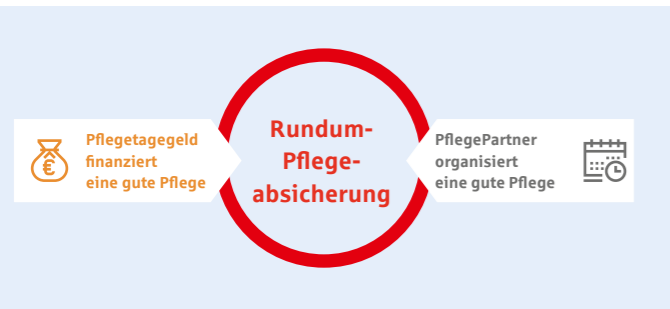 Pflegetagegeld
finanziert
eine gute Pflege
€
Rundum-
Pflege-
absicherung
PflegePartner
organisiert
eine gute Pflege